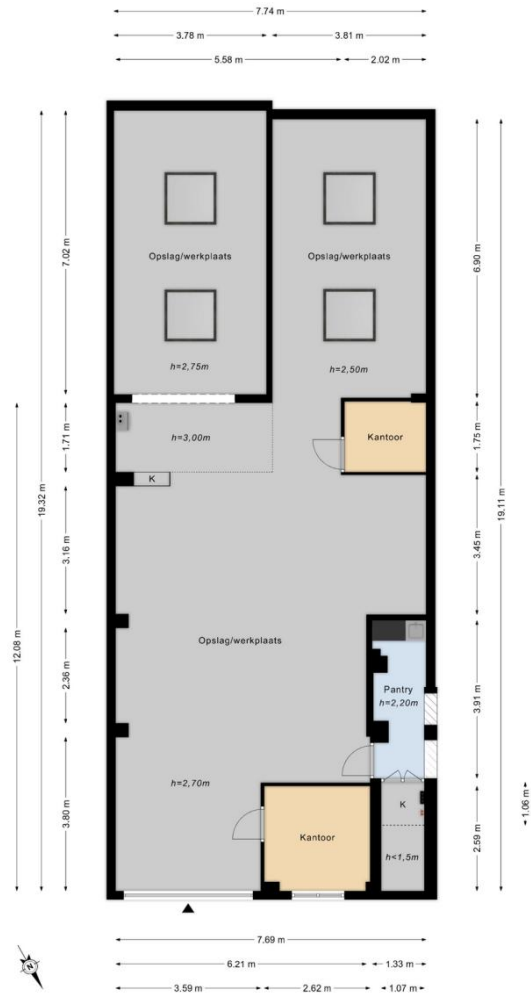 7.74 m
3.78 m
3.81 m
5.58 m
2.02 m
19.32 m
12.08 m
7.02 m
1.71 m
3.16 m
2.36 m
3.80 m
Opslag/werkplaats
h=2,75m
Opslag/werkplaats
h=2,50m
h=3,00m
Kantoor
K
Opslag/werkplaats
Pantry
h=2,20m
h=2,70m
Kantoor
K
h<1,5m
6.90 m
1.75 m
3.45 m
3.91 m
2.59 m
19.11 m
1.06 m
N
7.69 m
6.21 m
1.33 m
3.59 m
2.62 m
1.07 m